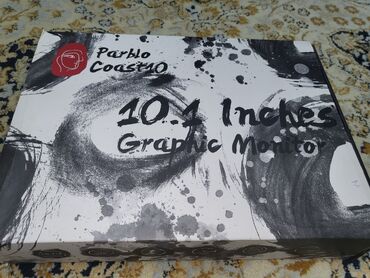 Parblo
Coast10
10.1 Inches
Graphic Monitor